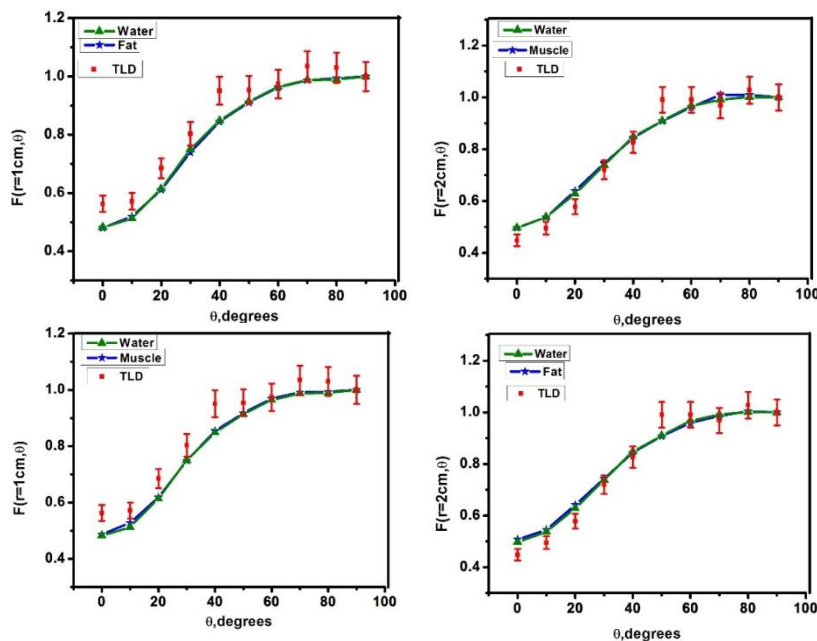 1.2
1.0
0.8
0.6
0.4
F(r=1cm,θ)
Water
Fat
TLD
0 20 40 60 80 100
θ,degrees
1.2
1.0
0.8
0.6
0.4
F(r=2cm,θ)
Water
Muscle
TLD
0 20 40 60 80 100
θ,degrees
1.2
1.0
0.8
0.6
0.4
F(r=1cm,θ)
Water
Muscle
TLD
0 20 40 60 80 100
θ,degrees
1.2
1.0
0.8
0.6
0.4
F(r=2cm,θ)
Water
Fat
TLD
0 20 40 60 80 100
θ,degrees